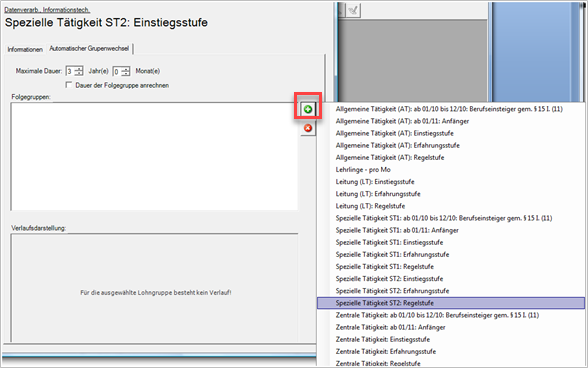 Datenverarb., Informationstech.
Spezielle Tätigkeit ST2: Einstiegsstufe
Informationen Automatischer Grupenwechsel
Maximale Dauer: 3 Jahr(e) 0 Monat(e)
Dauer der Folgegruppe anrechnen
Folgegruppen:
Allgemeine Tätigkeit (AT): ab 01/10 bis 12/10: Berufseinsteiger gem. § 15 I. (11)
Allgemeine Tätigkeit (AT): ab 01/11: Anfänger
Allgemeine Tätigkeit (AT): Einstiegsstufe
Allgemeine Tätigkeit (AT): Erfahrungsstufe
Allgemeine Tätigkeit (AT): Regelstufe
Lehrlinge - pro Mo
Leitung (LT): Einstiegsstufe
Leitung (LT): Erfahrungsstufe
Leitung (LT): Regelstufe
Spezielle Tätigkeit ST1: ab 01/10 bis 12/10: Berufseinsteiger gem. § 15 I. (11)
Spezielle Tätigkeit ST1: ab 01/11: Anfänger
Spezielle Tätigkeit ST1: Einstiegsstufe
Spezielle Tätigkeit ST1: Erfahrungsstufe
Spezielle Tätigkeit ST1: Regelstufe
Spezielle Tätigkeit ST2: Einstiegsstufe
Spezielle Tätigkeit ST2: Erfahrungsstufe
Spezielle Tätigkeit ST2: Regelstufe
Zentrale Tätigkeit: ab 01/10 bis 12/10: Berufseinsteiger gem. § 15 I. (11)
Zentrale Tätigkeit: ab 01/11: Anfänger
Zentrale Tätigkeit: Einstiegsstufe
Zentrale Tätigkeit: Erfahrungsstufe
Zentrale Tätigkeit: Regelstufe
Verlaufsdarstellung:
Für die ausgewählte Lohngruppe besteht kein Verlauf!